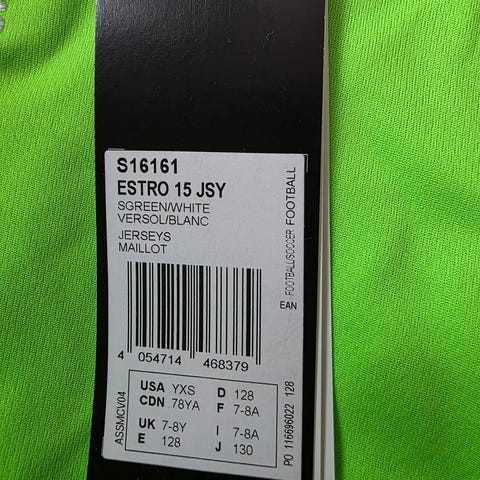 S16161
ESTRO 15 JSY
SGREEN/WHITE
VERSOL/BLANC
JERSEYS
MAILLOT
FOOTBALL/SOCCER FOOTBALL
EAN
4 054714 468379
USA YXS D 128
CDN 78YA F 7-8A
UK 7-8Y I 7-8A
E 128 J 130
ASSMCV04
PO 116696022 128